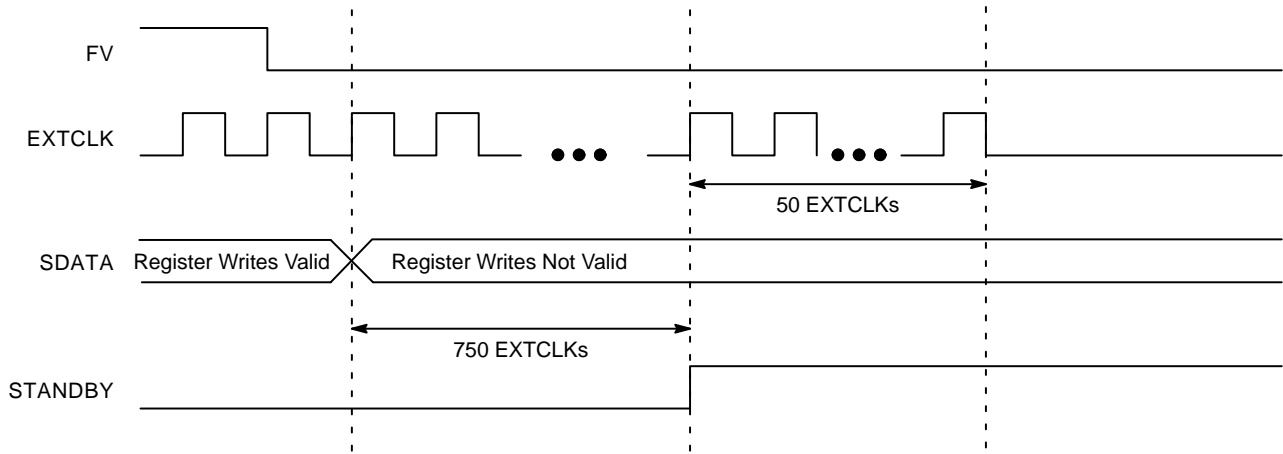 FV
EXTCLK
50 EXTCLKs
SDATA
Register Writes Valid
Register Writes Not Valid
750 EXTCLKs
STANDBY